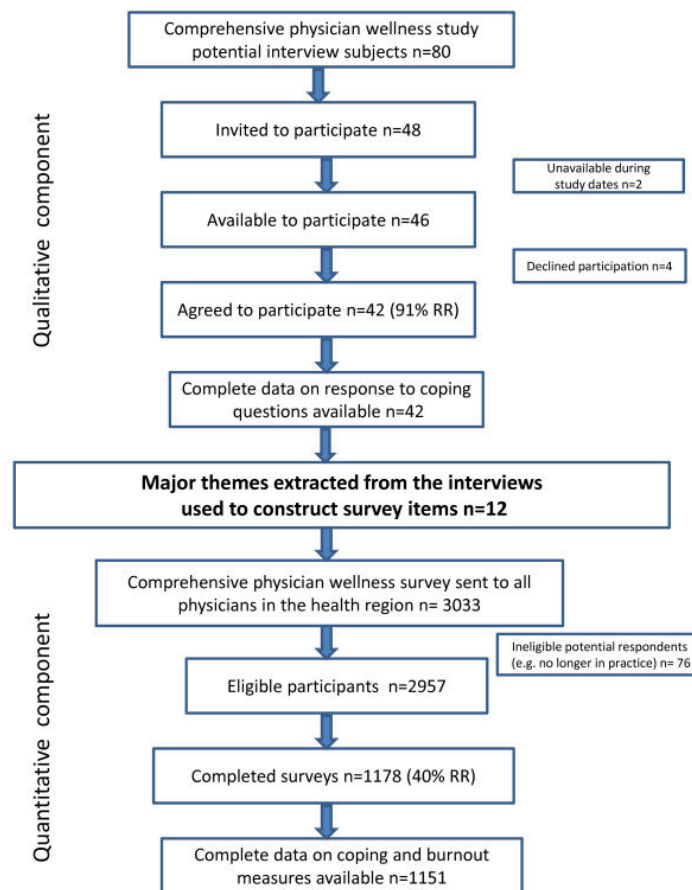 Comprehensive physician wellness study
potential interview subjects n=80
Qualitative component
Invited to participate n=48
Unavailable during
study dates n=2
Available to participate n=46
Declined participation n=4
Agreed to participate n=42 (91% RR)
Complete data on response to coping
questions available n=42
Major themes extracted from the interviews
used to construct survey items n=12
Quantitative component
Comprehensive physician wellness survey sent to all
physicians in the health region n= 3033
Ineligible potential respondents
(e.g. no longer in practice) n= 76
Eligible participants n=2957
Completed surveys n=1178 (40% RR)
Complete data on coping and burnout
measures available n=1151